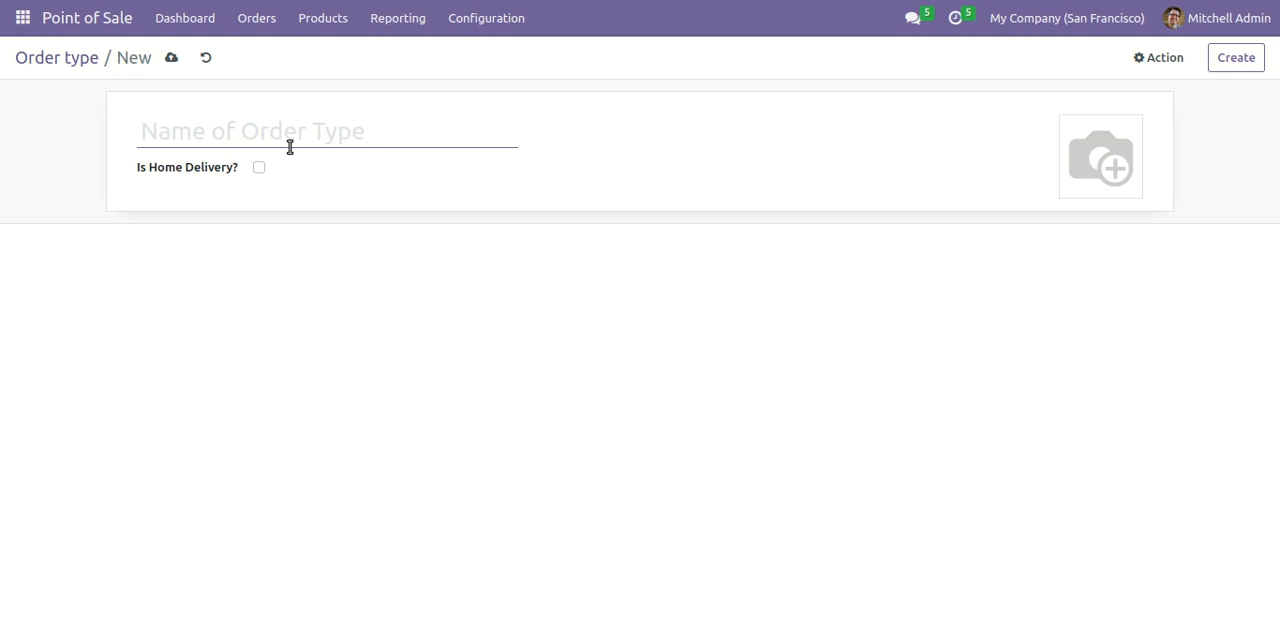 Point of Sale Dashboard Orders Products Reporting Configuration 5 5 My Company (San Francisco) Mitchell Admin
Order type / New Action Create
Name of Order Type
Is Home Delivery?